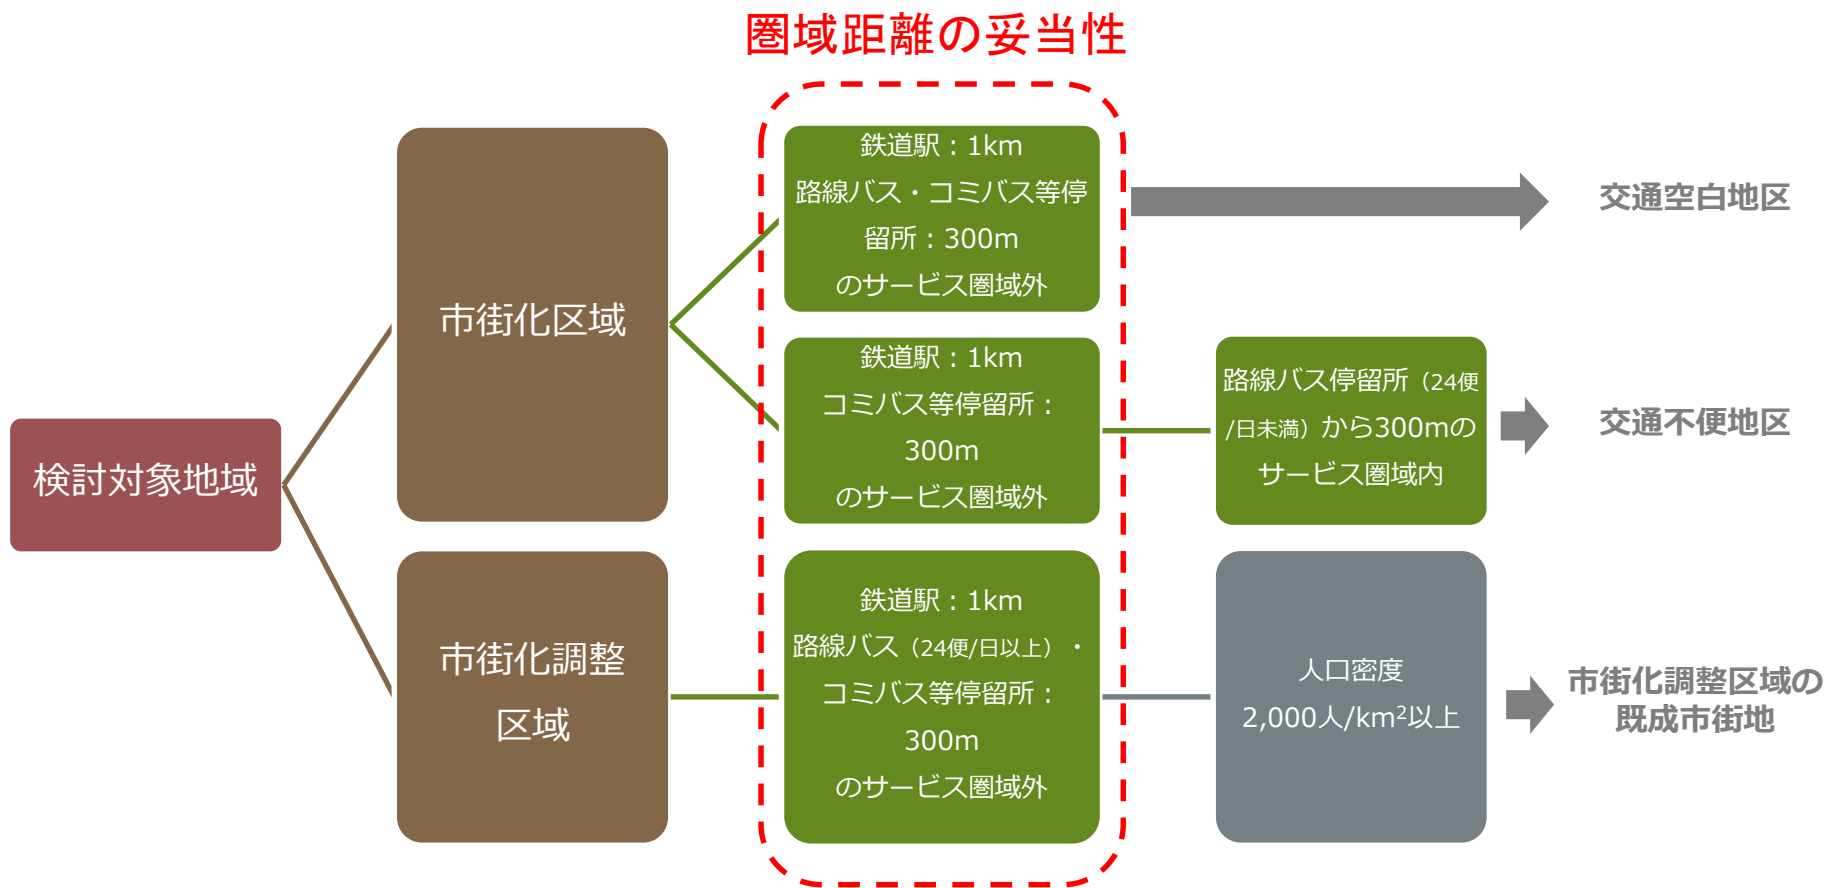 圏域距離の妥当性
検討対象地域
市街化区域
鉄道駅：1km
路線バス・コミバス等停
留所：300m
のサービス圏域外
交通空白地区
鉄道駅：1km
コミバス等停留所：
300m
のサービス圏域外
路線バス停留所（24便
/日未満）から300mの
サービス圏域内
交通不便地区
市街化調整
区域
鉄道駅：1km
路線バス（24便/日以上）・
コミバス等停留所：
300m
のサービス圏域外
人口密度
2,000人/km²以上
市街化調整区域の
既成市街地